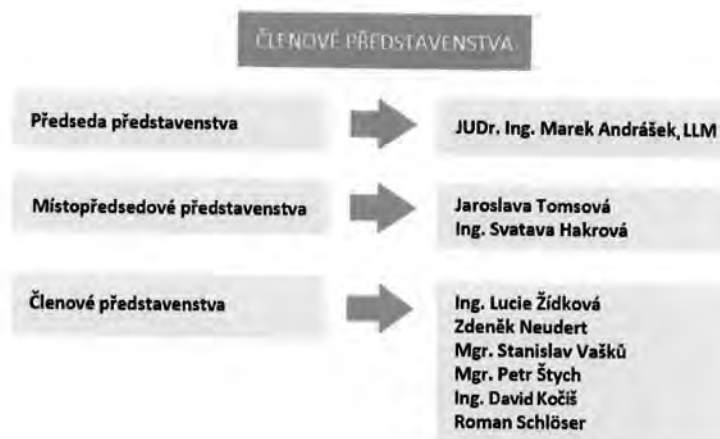 ČLENOVÉ PŘEDSTAVENSTVA
Předseda představenstva
JUDr. Ing. Marek Andrášek, LLM
Místopředsedové představenstva
Jaroslava Tomsová
Ing. Svatava Hakrová
Členové představenstva
Ing. Lucie Žídková
Zdeněk Neudert
Mgr. Stanislav Vašků
Mgr. Petr Štych
Ing. David Kočiš
Roman Schlöser